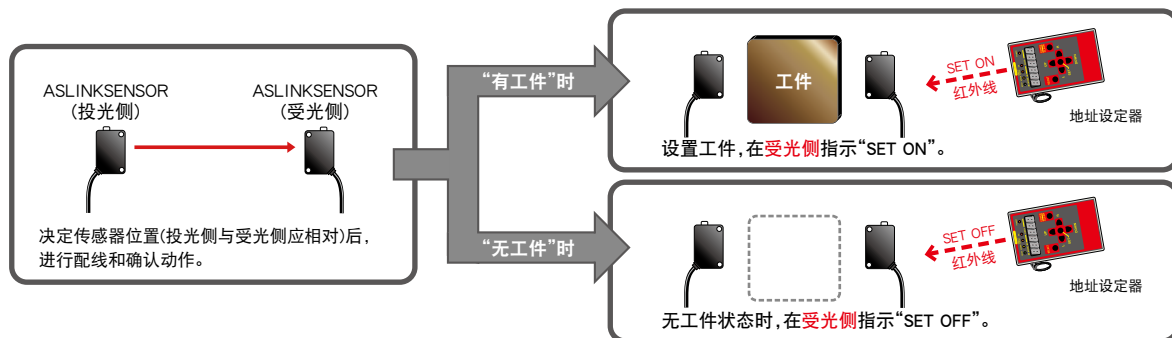 ASLINKSENSOR
(投光侧)
ASLINKSENSOR
(受光侧)
决定传感器位置(投光侧与受光侧应相对)后，
进行配线和确认动作。
“有工件”时
工件
SET ON
红外线
地址设定器
设置工件，在受光侧指示“SET ON”。
“无工件”时
SET OFF
红外线
地址设定器
无工件状态时，在受光侧指示“SET OFF”。